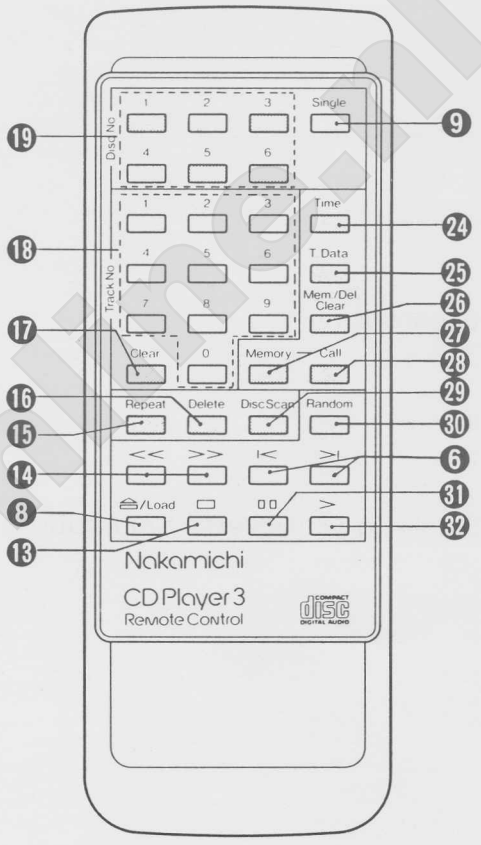 1 2 3 Single
19 9
Disc No.
4 5 6
1 2 3 Time
18 24
Track No.
4 5 6 T. Data
25
7 8 9 Mem./Del. Clear
26
17 27
Clear 0 Memory Call
28
16 29
Repeat Delete Disc Scan Random
15 30
<< >> I< >I
14 6
/Load
31
8 13 32
>
Nakamichi
CD Player 3
Remote Control
COMPACT
disc
DIGITAL AUDIO